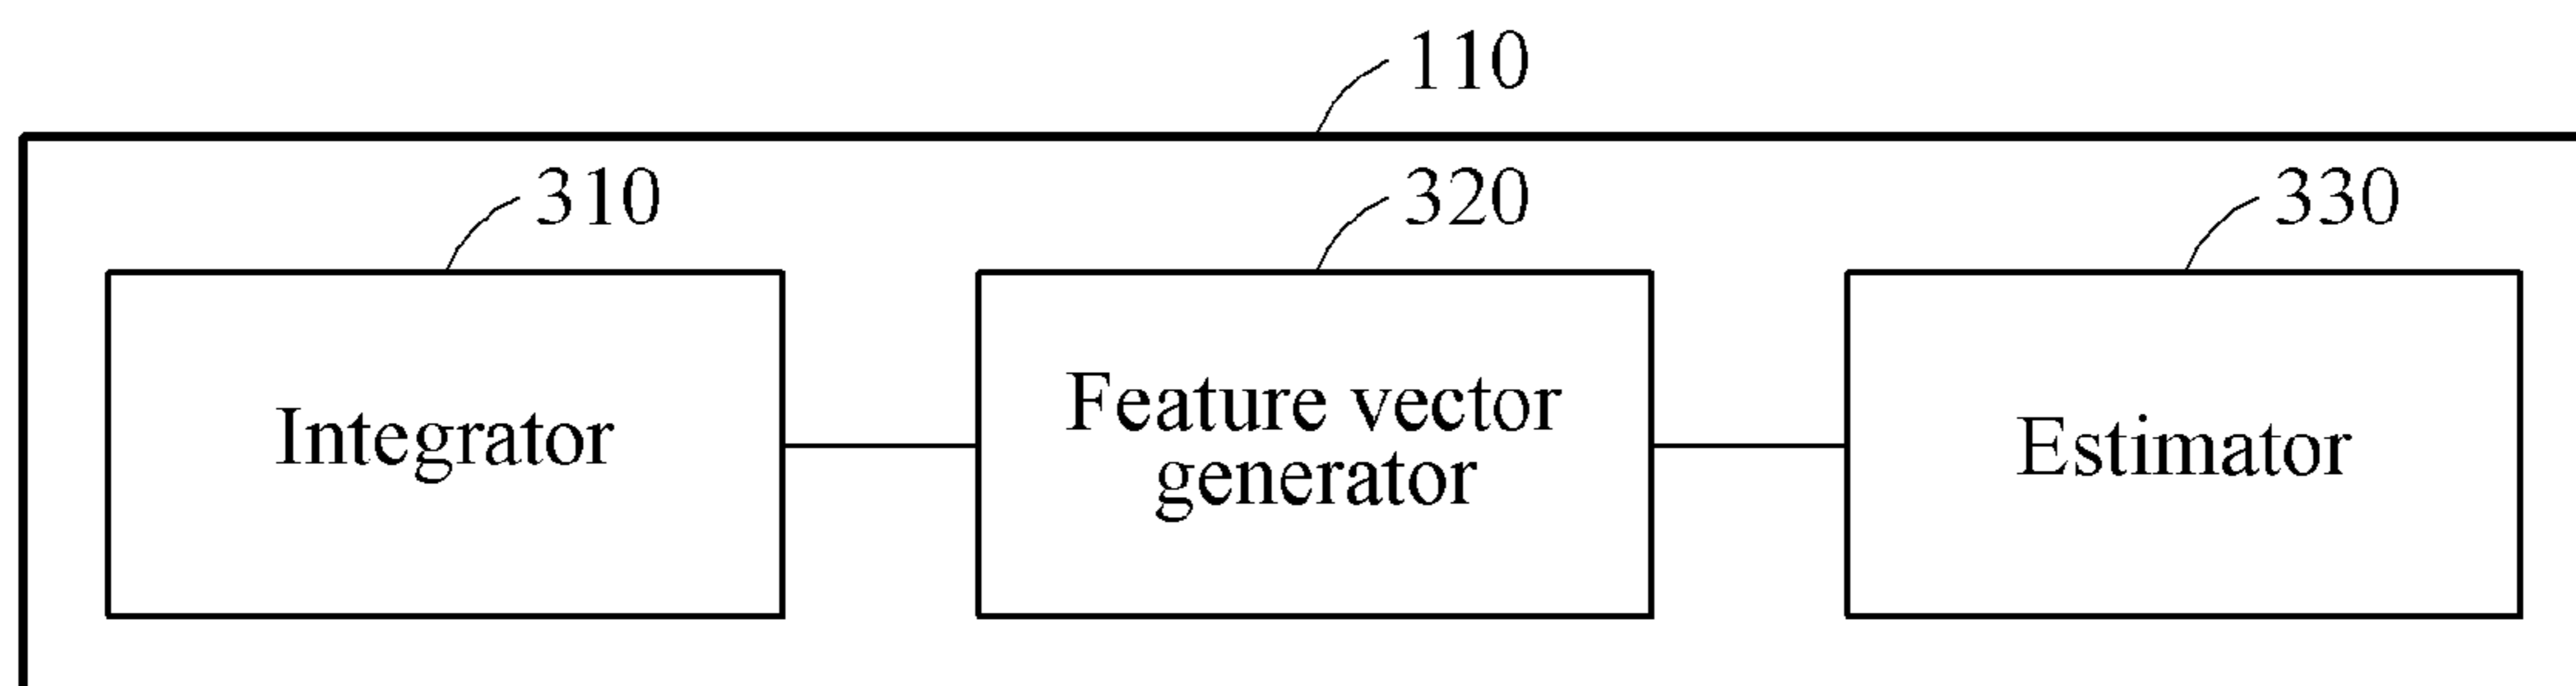 110
310
320
330
Integrator
Feature vector
generator
Estimator